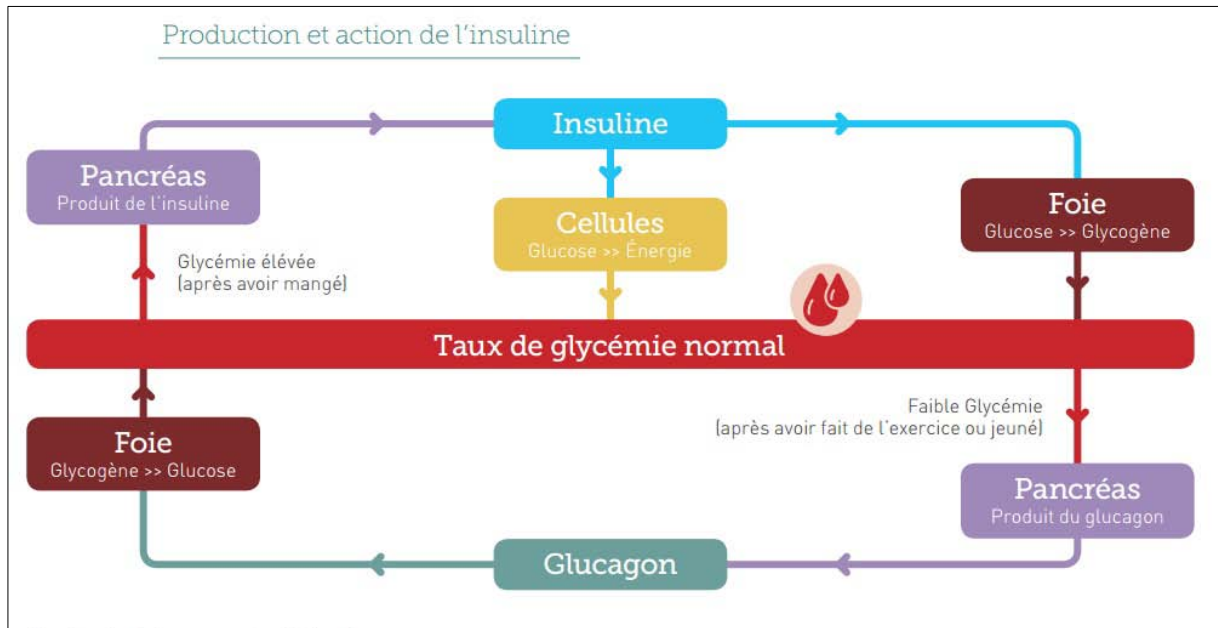 Production et action de l'insuline
Insuline
Pancréas
Produit de l'insuline
Cellules
Glucose >> Énergie
Foie
Glucose >> Glycogène
Glycémie élévée
(après avoir mangé)
Taux de glycémie normal
Faible Glycémie
(après avoir fait de l'exercice ou jeuné)
Foie
Glycogène >> Glucose
Pancréas
Produit du glucagon
Glucagon